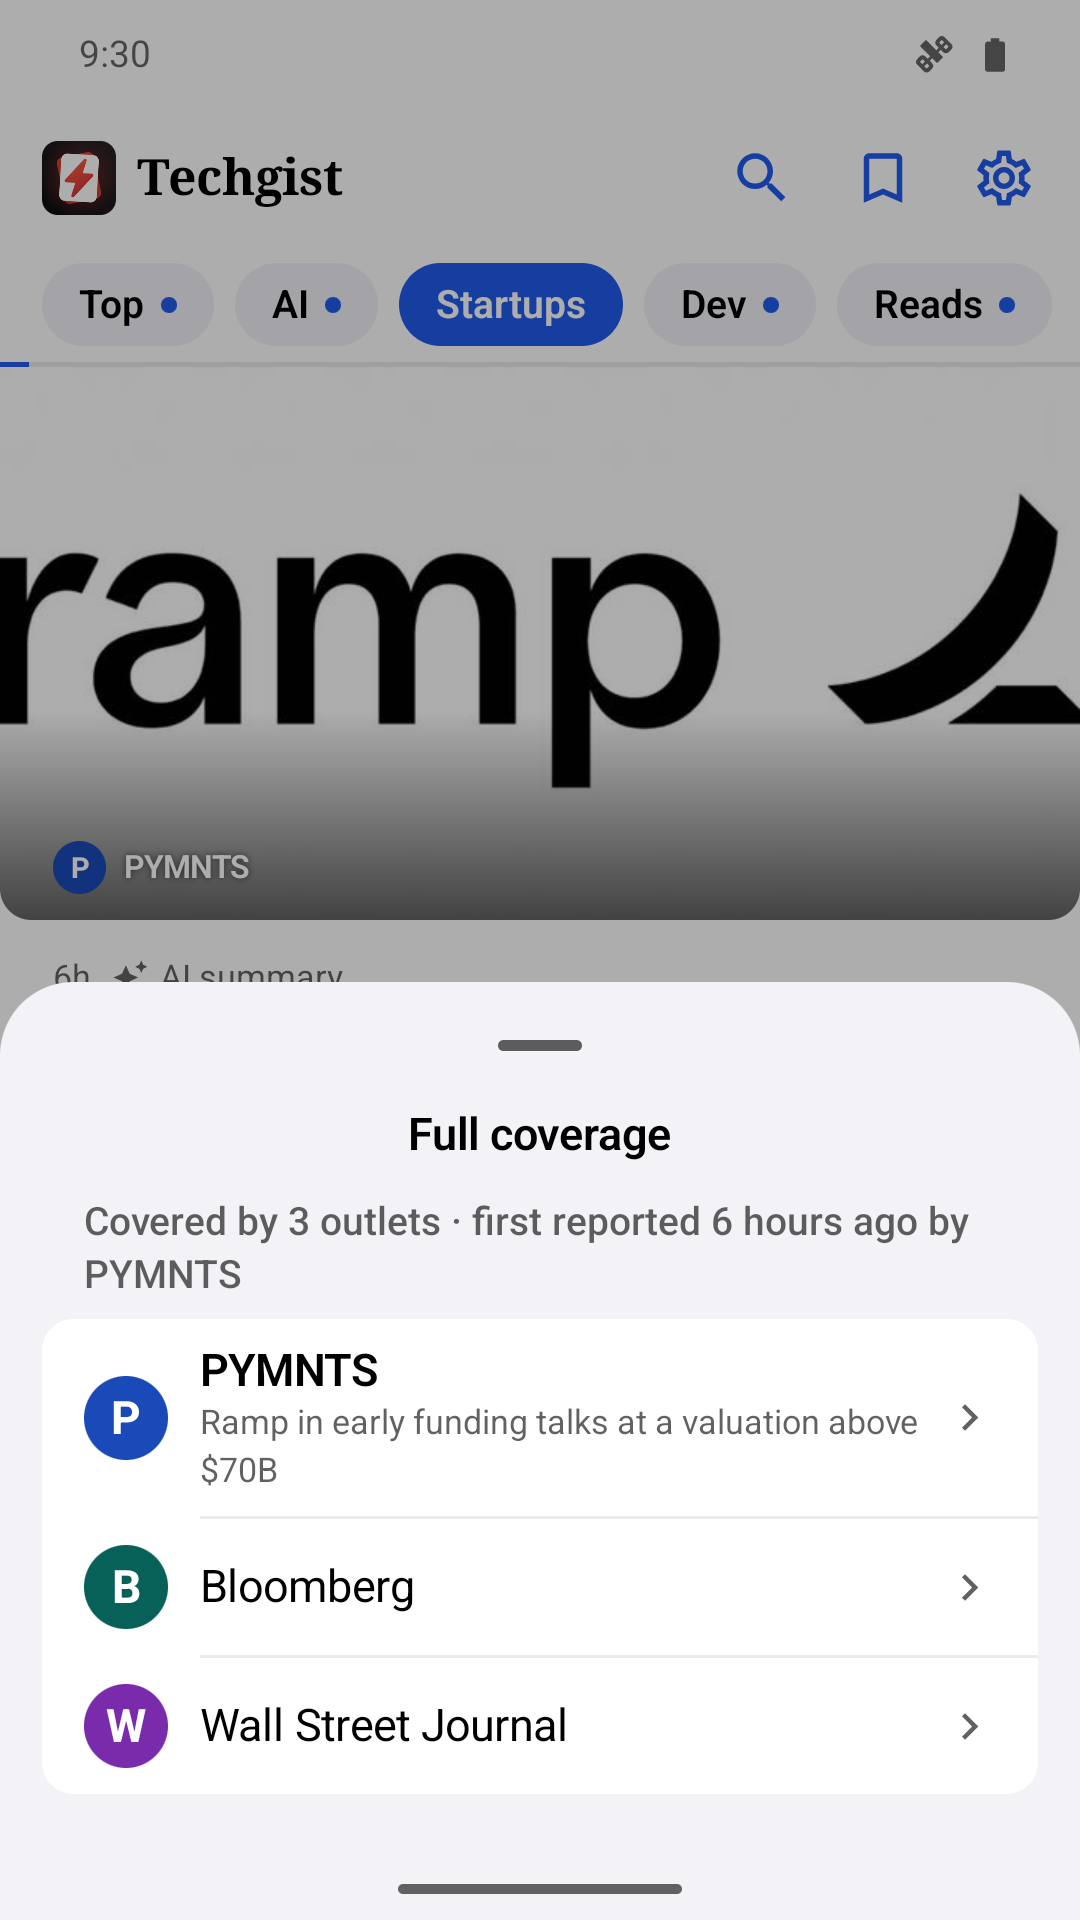 9:30
Techgist
Top
AI
Startups
Dev
Reads
ramp
P
PYMNTS
6h AI summary
Full coverage
Covered by 3 outlets · first reported 6 hours ago by
PYMNTS
P
PYMNTS
Ramp in early funding talks at a valuation above
$70B
B
Bloomberg
W
Wall Street Journal